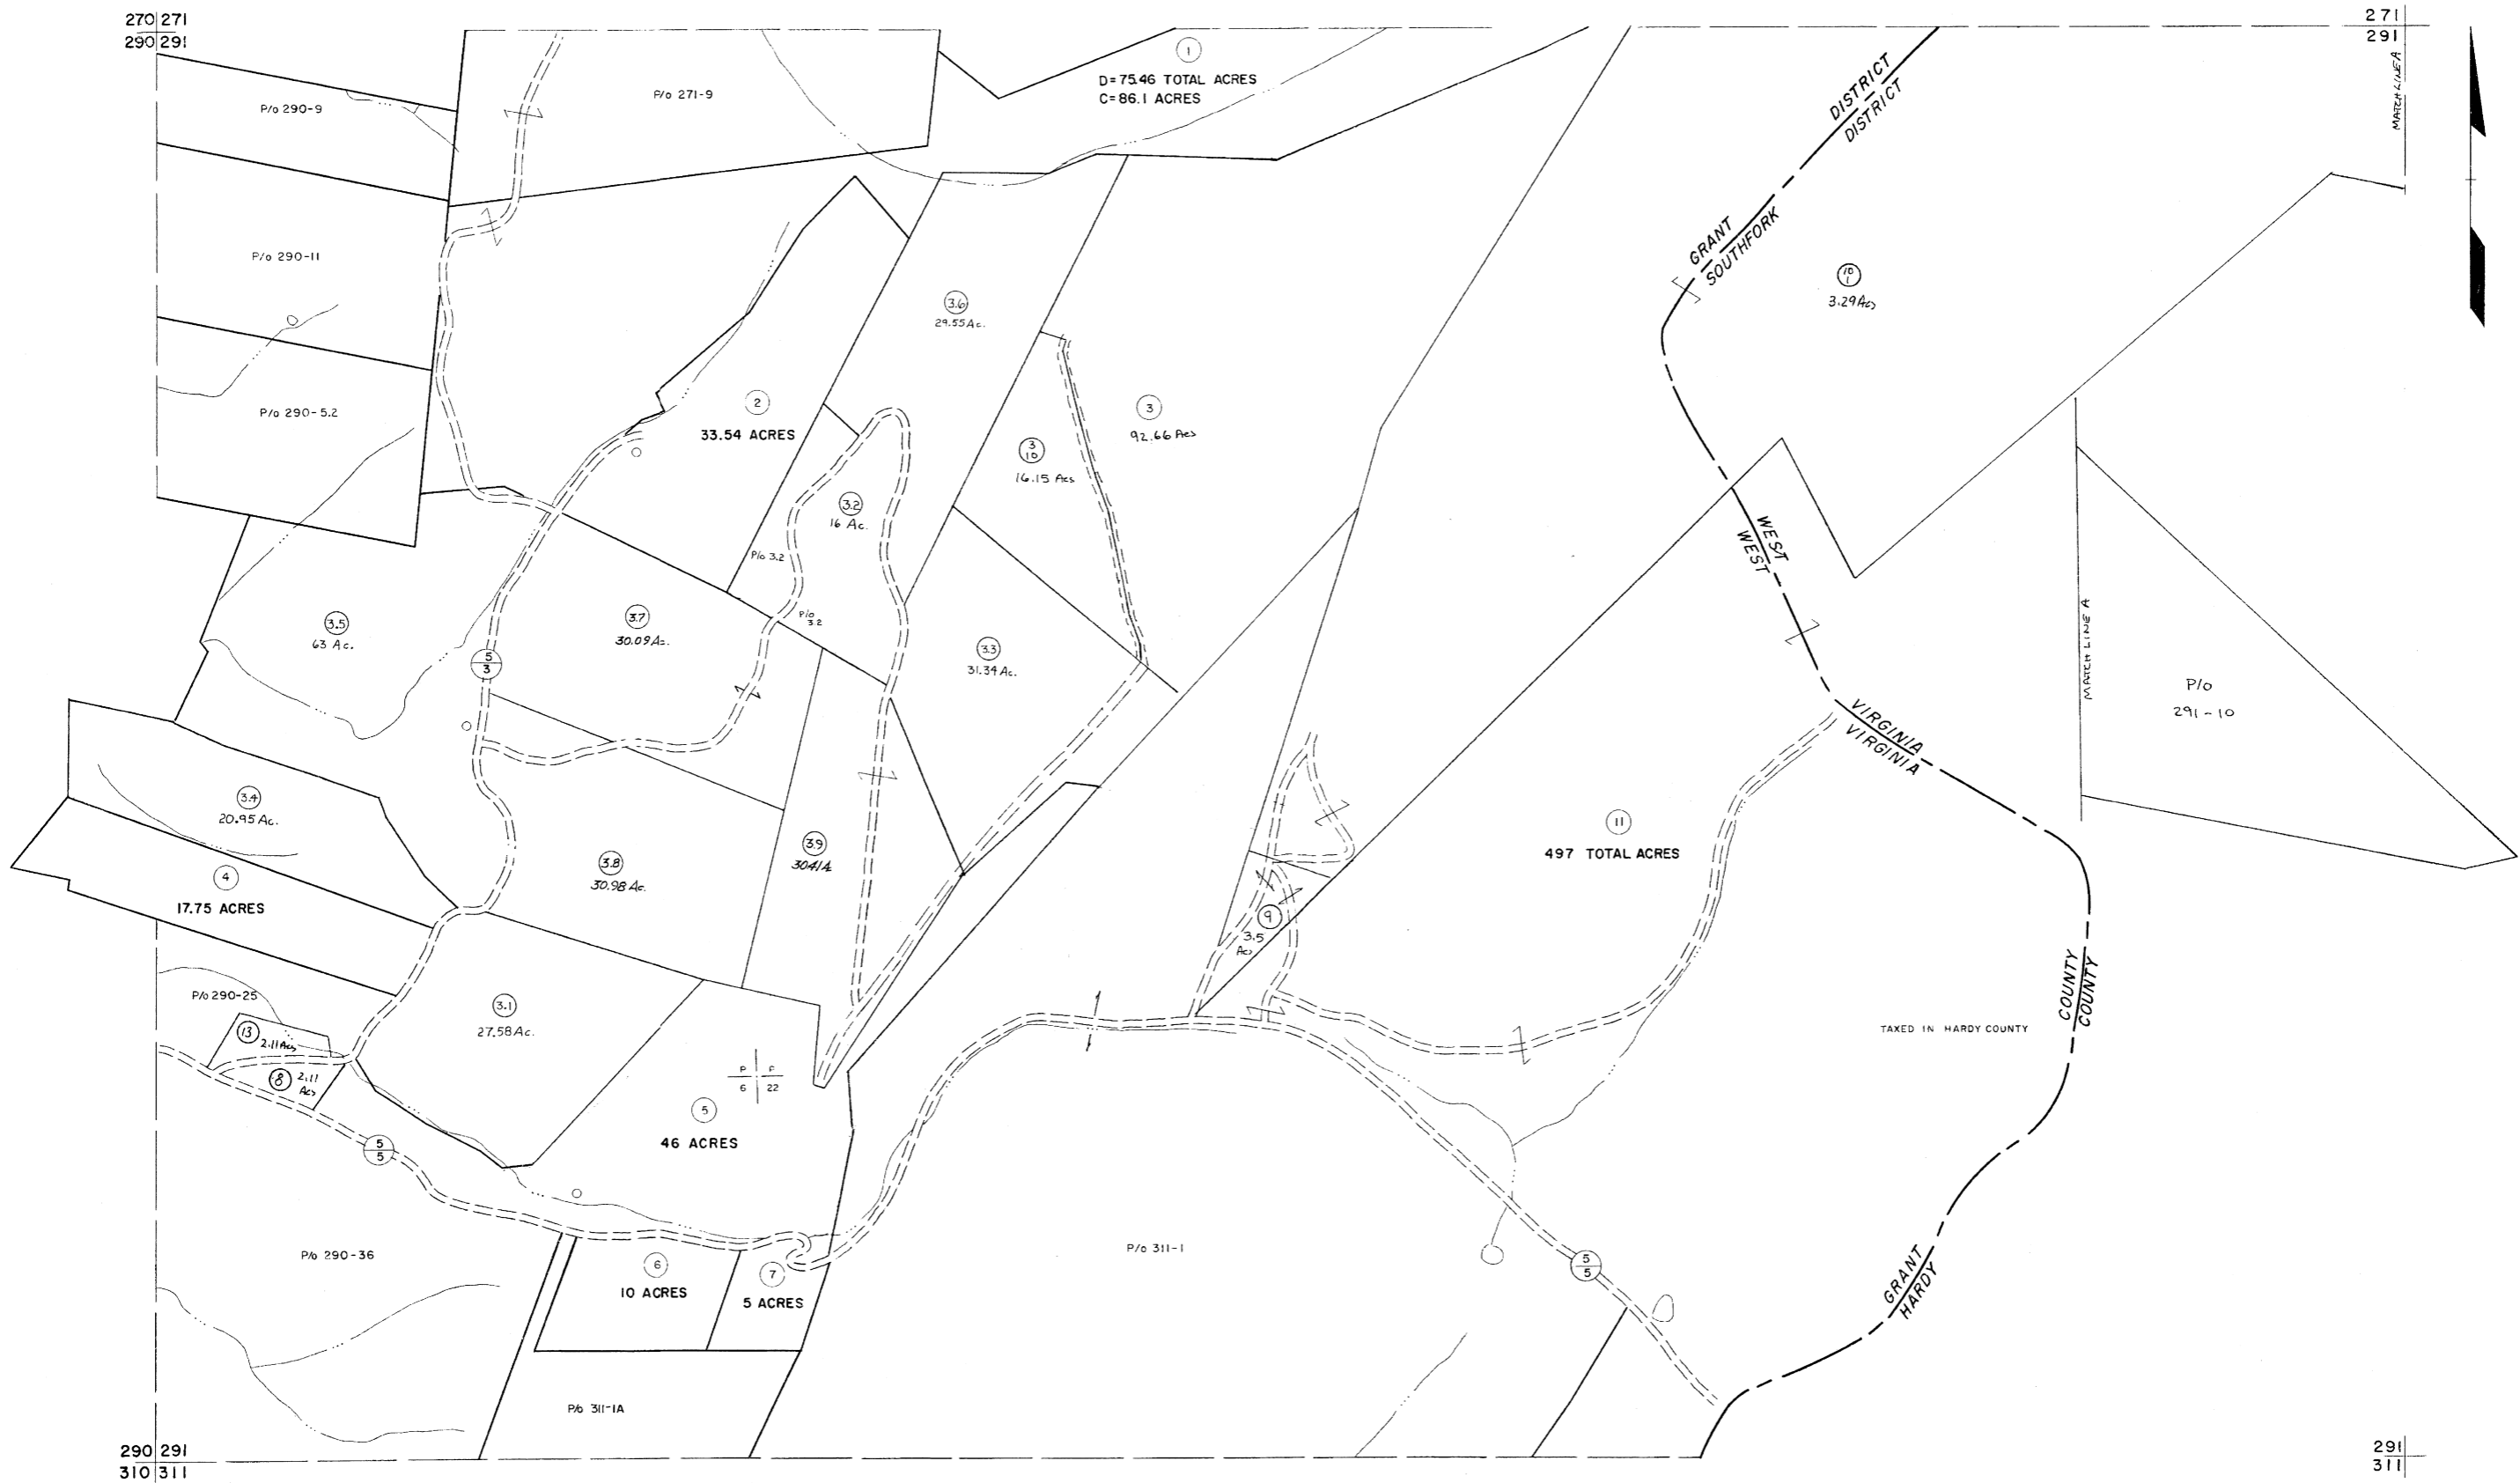 270 271
290 291
271
291
MATCH LINE A
1
D=75.46 TOTAL ACRES
C=86.1 ACRES
P/o 290-9
P/o 271-9
DISTRICT
DISTRICT
GRANT
SOUTHFORK
P/o 290-11
10
1
3.29 Acs
3.6
29.55 Ac.
P/o 290-5.2
2
33.54 ACRES
3
92.66 Acs
3
10
16.15 Acs
3.2
16 Ac.
WEST
WEST
P/o 3.2
P/o
3.2
3.5
63 Ac.
3.7
30.09 Ac.
3.3
31.34 Ac.
5
3
MATCH LINE A
P/o
291-10
VIRGINIA
VIRGINIA
3.4
20.95 Ac.
3.8
30.98 Ac.
3.9
30.41 A
11
497 TOTAL ACRES
4
17.75 ACRES
9
3.5
Acs
P/o 290-25
3.1
27.58 Ac.
COUNTY
COUNTY
TAXED IN HARDY COUNTY
13
2.11 Acs
8
2.11
Acs
P P
6 22
5
46 ACRES
5
5
P/o 290-36
6
10 ACRES
7
5 ACRES
P/o 311-1
5
5
GRANT
HARDY
P/o 311-1A
290 291
310 311
291
311